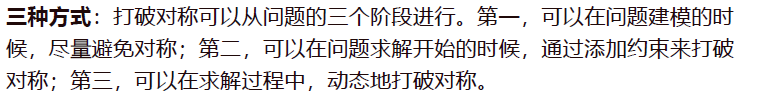 三种方式：打破对称可以从问题的三个阶段进行。第一，可以在问题建模的时
候，尽量避免对称；第二，可以在问题求解开始的时候，通过添加约束来打破
对称；第三，可以在求解过程中，动态地打破对称。